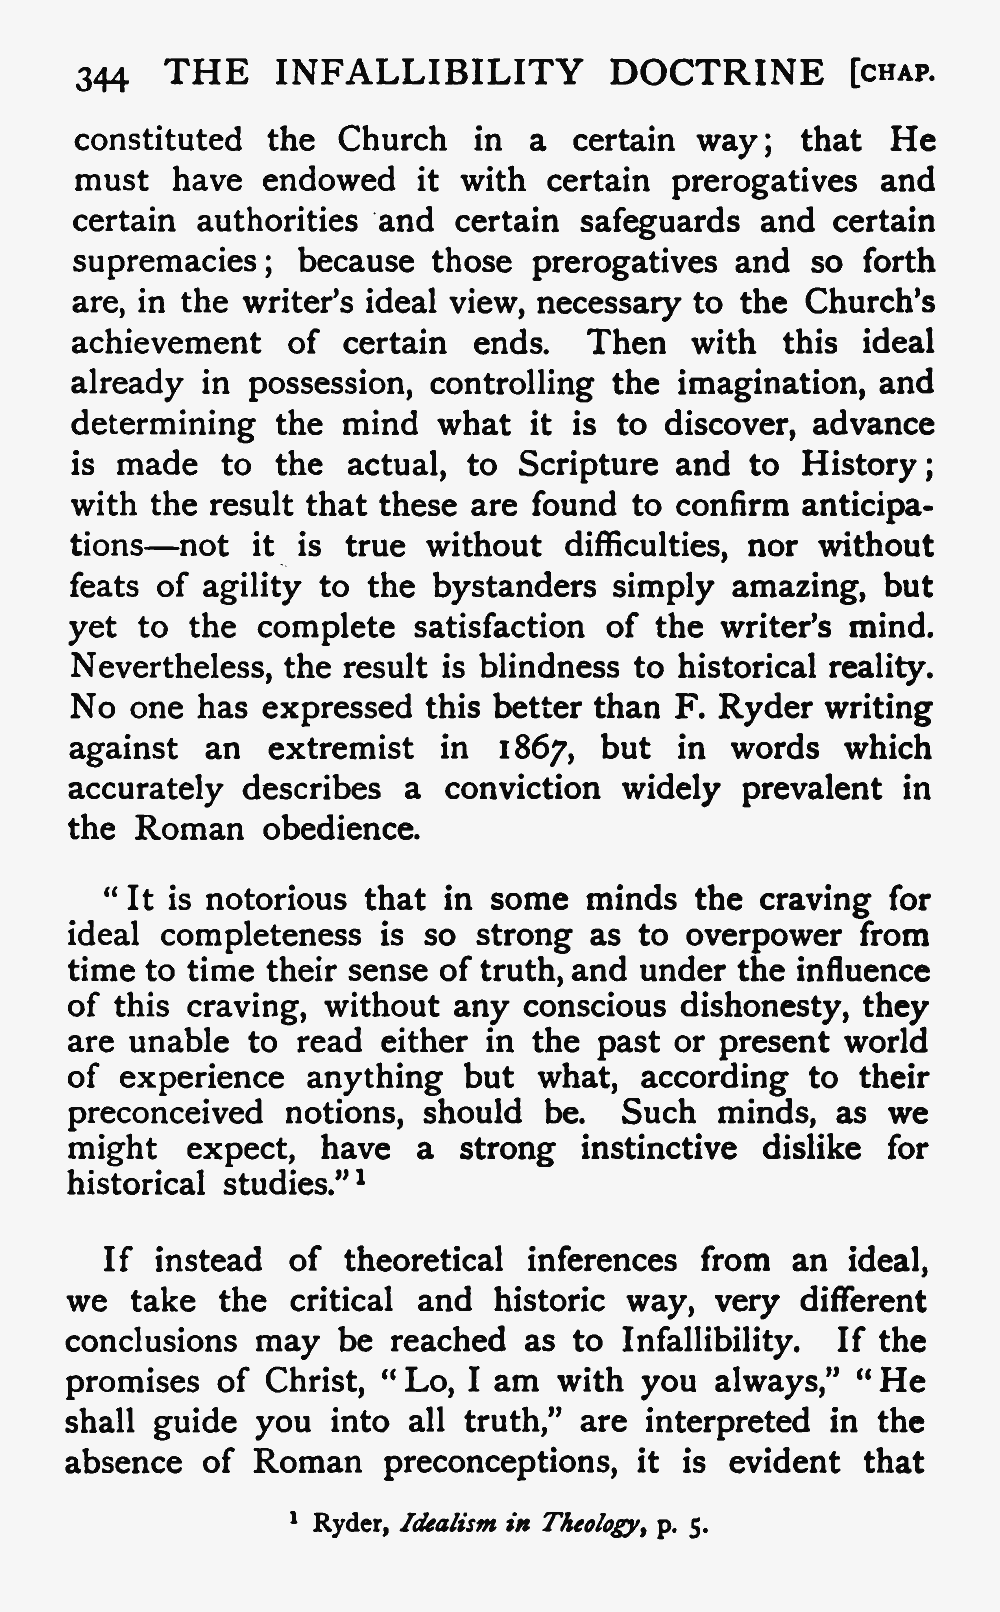 344 THE INFALLIBILITY DOCTRINE [CHAP.
constituted the Church in a certain way; that He
must have endowed it with certain prerogatives and
certain authorities and certain safeguards and certain
supremacies; because those prerogatives and so forth
are, in the writer's ideal view, necessary to the Church's
achievement of certain ends. Then with this ideal
already in possession, controlling the imagination, and
determining the mind what it is to discover, advance
is made to the actual, to Scripture and to History;
with the result that these are found to confirm anticipa-
tions—not it is true without difficulties, nor without
feats of agility to the bystanders simply amazing, but
yet to the complete satisfaction of the writer's mind.
Nevertheless, the result is blindness to historical reality.
No one has expressed this better than F. Ryder writing
against an extremist in 1867, but in words which
accurately describes a conviction widely prevalent in
the Roman obedience.
"It is notorious that in some minds the craving for
ideal completeness is so strong as to overpower from
time to time their sense of truth, and under the influence
of this craving, without any conscious dishonesty, they
are unable to read either in the past or present world
of experience anything but what, according to their
preconceived notions, should be. Such minds, as we
might expect, have a strong instinctive dislike for
historical studies."¹
If instead of theoretical inferences from an ideal,
we take the critical and historic way, very different
conclusions may be reached as to Infallibility. If the
promises of Christ, "Lo, I am with you always," "He
shall guide you into all truth," are interpreted in the
absence of Roman preconceptions, it is evident that
¹ Ryder, Idealism in Theology, p. 5.